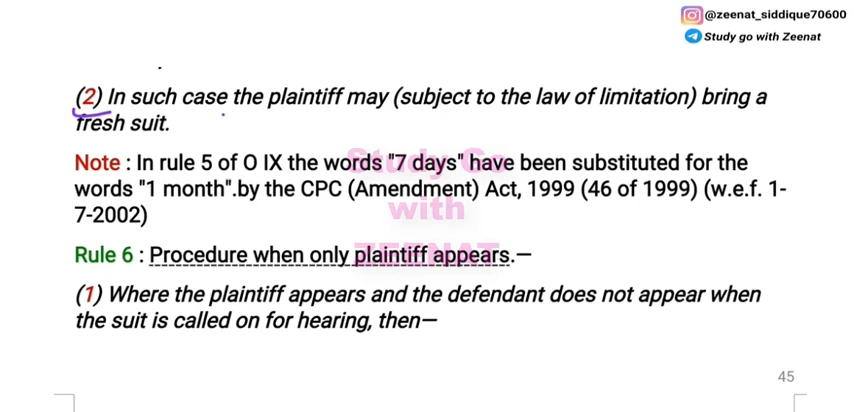 @zeenat_siddique70600
Study go with Zeenat
(2) In such case the plaintiff may (subject to the law of limitation) bring a
fresh suit.
Note : In rule 5 of O IX the words "7 days" have been substituted for the
words "1 month".by the CPC (Amendment) Act, 1999 (46 of 1999) (w.e.f. 1-
7-2002)
Study Go
with
ZEENAT
Rule 6 : Procedure when only plaintiff appears.—
(1) Where the plaintiff appears and the defendant does not appear when
the suit is called on for hearing, then—
45